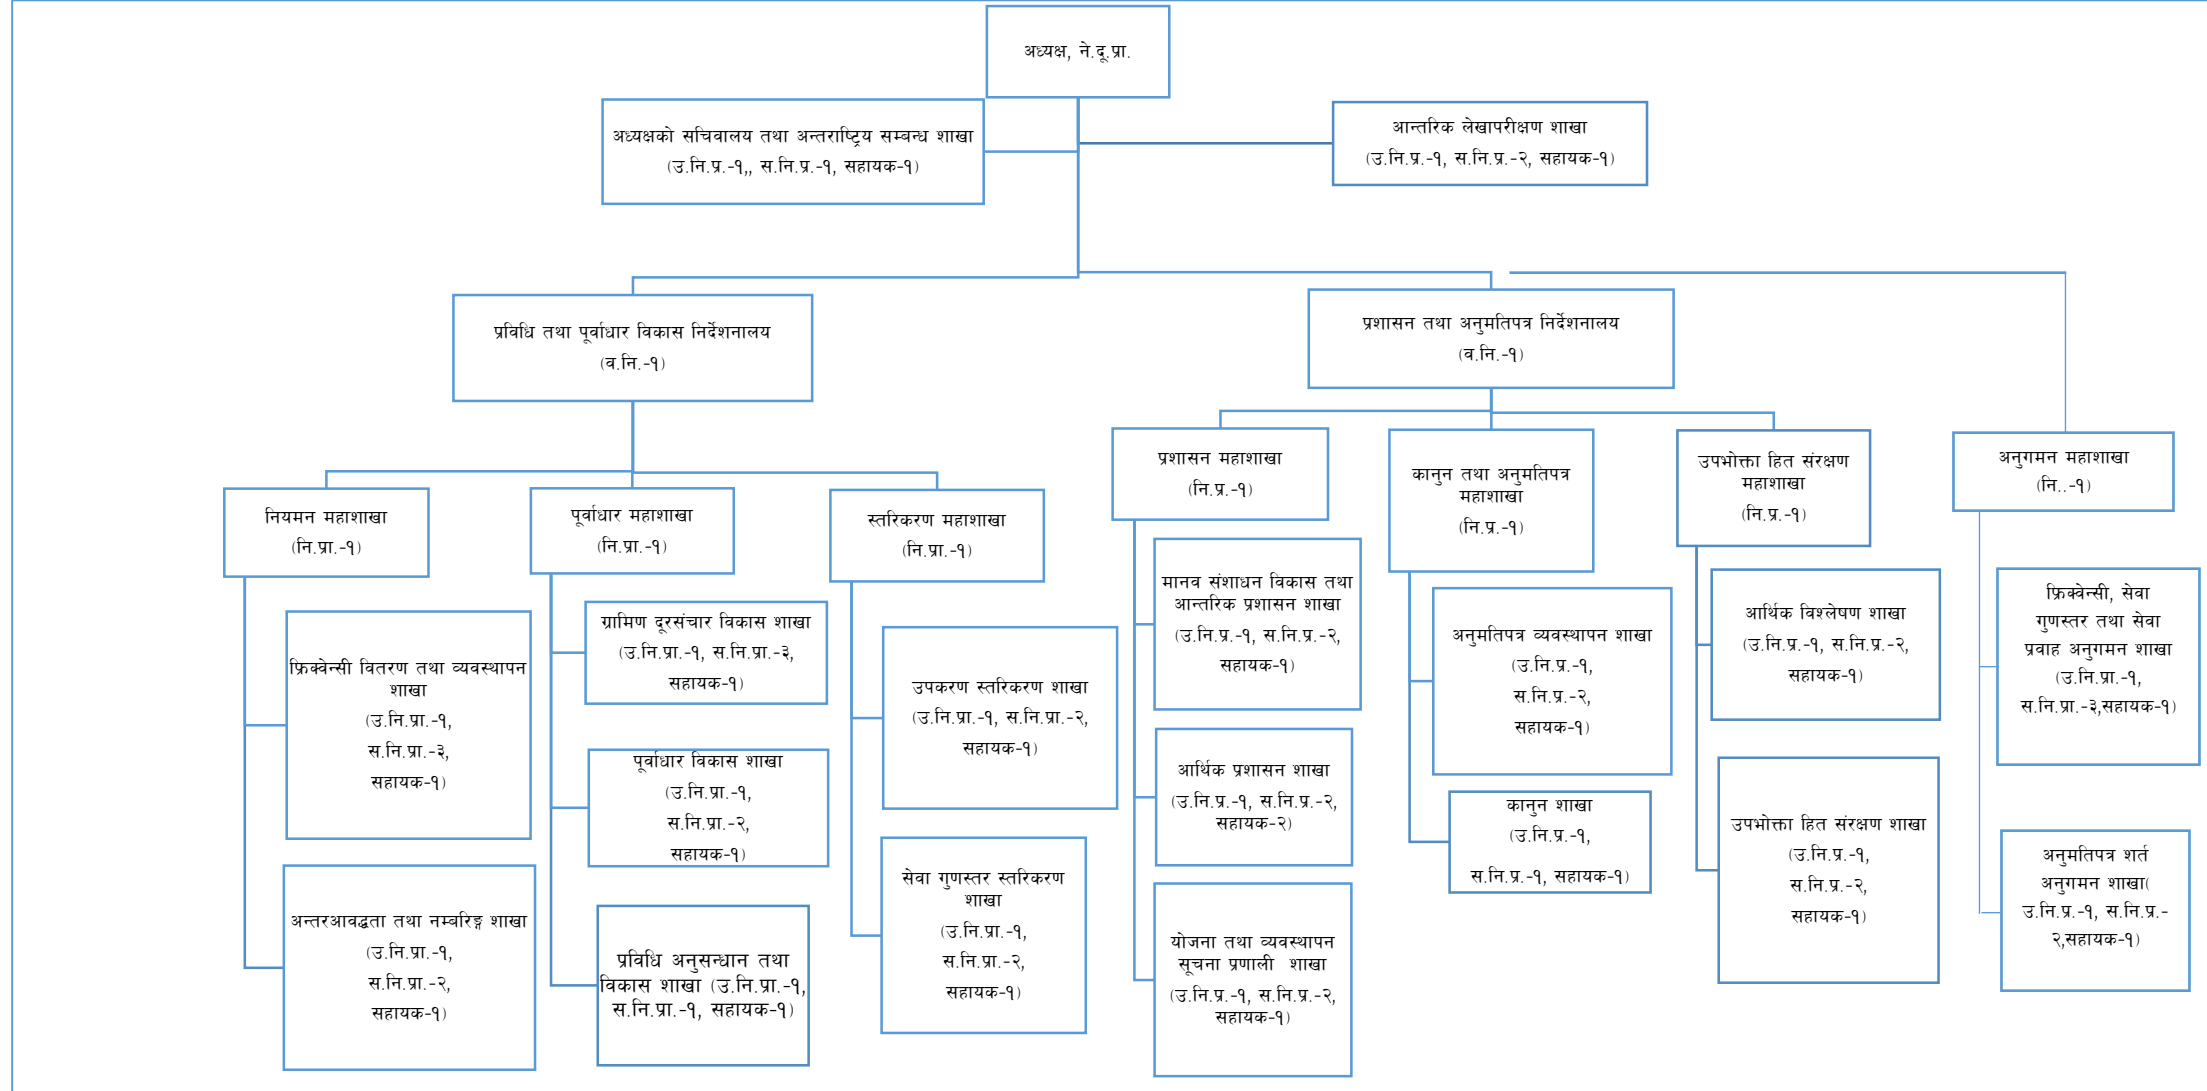 अध्यक्ष, ने.दू.प्रा.
अध्यक्षको सचिवालय तथा अन्तराष्ट्रिय सम्बन्ध शाखा
(उ.नि.प्र.-१,, स.नि.प्र.-१, सहायक-१)
आन्तरिक लेखापरीक्षण शाखा
(उ.नि.प्र.-१, स.नि.प्र.-२, सहायक-१)
प्रविधि तथा पूर्वाधार विकास निर्देशनालय
(व.नि.-१)
प्रशासन तथा अनुमतिपत्र निर्देशनालय
(व.नि.-१)
नियमन महाशाखा
(नि.प्रा.-१)
पूर्वाधार महाशाखा
(नि.प्रा.-१)
स्तरिकरण महाशाखा
(नि.प्रा.-१)
प्रशासन महाशाखा
(नि.प्र.-१)
कानुन तथा अनुमतिपत्र
महाशाखा
(नि.प्र.-१)
उपभोक्ता हित संरक्षण
महाशाखा
(नि.प्र.-१)
अनुगमन महाशाखा
(नि..-१)
फ्रिक्वेन्सी वितरण तथा व्यवस्थापन
शाखा
(उ.नि.प्रा.-१,
स.नि.प्रा.-३,
सहायक-१)
अन्तरआवद्धता तथा नम्बरिङ्ग शाखा
(उ.नि.प्रा.-१,
स.नि.प्रा.-२,
सहायक-१)
ग्रामिण दूरसंचार विकास शाखा
(उ.नि.प्रा.-१, स.नि.प्रा.-३,
सहायक-१)
पूर्वाधार विकास शाखा
(उ.नि.प्रा.-१,
स.नि.प्रा.-२,
सहायक-१)
प्रविधि अनुसन्धान तथा
विकास शाखा (उ.नि.प्रा.-१,
स.नि.प्रा.-१, सहायक-१)
उपकरण स्तरिकरण शाखा
(उ.नि.प्रा.-१, स.नि.प्रा.-२,
सहायक-१)
सेवा गुणस्तर स्तरिकरण
शाखा
(उ.नि.प्रा.-१,
स.नि.प्रा.-२,
सहायक-१)
मानव संशाधन विकास तथा
आन्तरिक प्रशासन शाखा
(उ.नि.प्र.-१, स.नि.प्र.-२,
सहायक-१)
आर्थिक प्रशासन शाखा
(उ.नि.प्र.-१, स.नि.प्र.-२,
सहायक-२)
योजना तथा व्यवस्थापन
सूचना प्रणाली शाखा
(उ.नि.प्र.-१, स.नि.प्र.-२,
सहायक-१)
अनुमतिपत्र व्यवस्थापन शाखा
(उ.नि.प्र.-१,
स.नि.प्र.-२,
सहायक-१)
कानुन शाखा
(उ.नि.प्र.-१,
स.नि.प्र.-१, सहायक-१)
आर्थिक विश्लेषण शाखा
(उ.नि.प्र.-१, स.नि.प्र.-२,
सहायक-१)
उपभोक्ता हित संरक्षण शाखा
(उ.नि.प्र.-१,
स.नि.प्र.-२,
सहायक-१)
फ्रिक्वेन्सी, सेवा
गुणस्तर तथा सेवा
प्रवाह अनुगमन शाखा
(उ.नि.प्रा.-१,
स.नि.प्रा.-३,सहायक-१)
अनुमतिपत्र शर्त
अनुगमन शाखा(
उ.नि.प्र.-१, स.नि.प्र.-
२,सहायक-१)